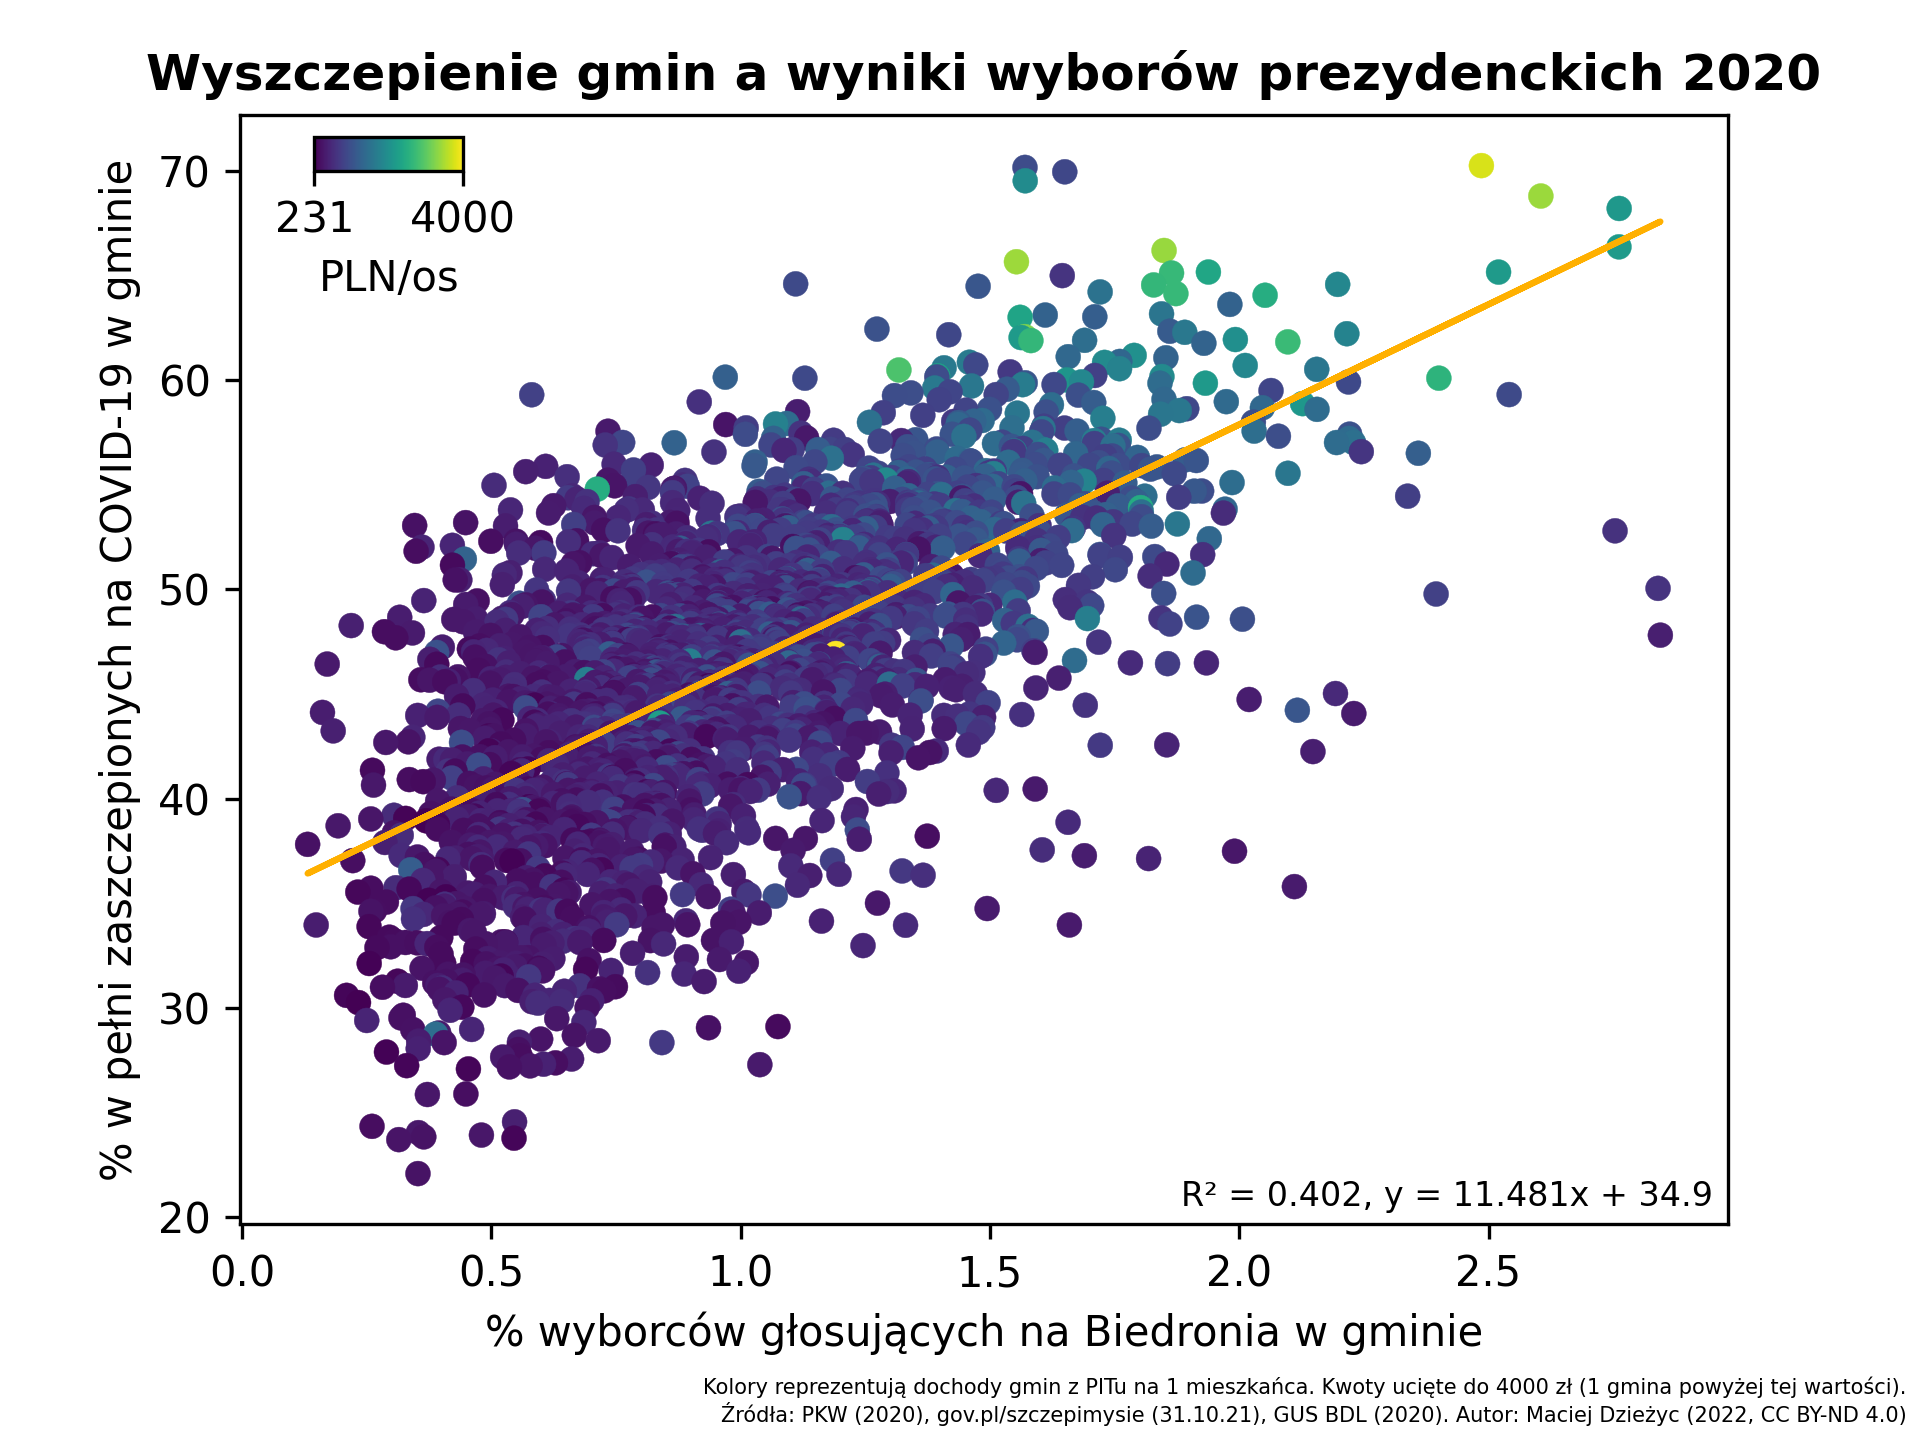 Wyszczepienie gmin a wyniki wyborów prezydenckich 2020
% w pełni zaszczepionych na COVID-19 w gminie
70
60
50
40
30
20
231 4000
PLN/os
R² = 0.402, y = 11.481x + 34.9
0.0 0.5 1.0 1.5 2.0 2.5
% wyborców głosujących na Biedronia w gminie
Kolory reprezentują dochody gmin z PITu na 1 mieszkańca. Kwoty ucięte do 4000 zł (1 gmina powyżej tej wartości).
Źródła: PKW (2020), gov.pl/szczepimysie (31.10.21), GUS BDL (2020). Autor: Maciej Dzieżyc (2022, CC BY-ND 4.0)